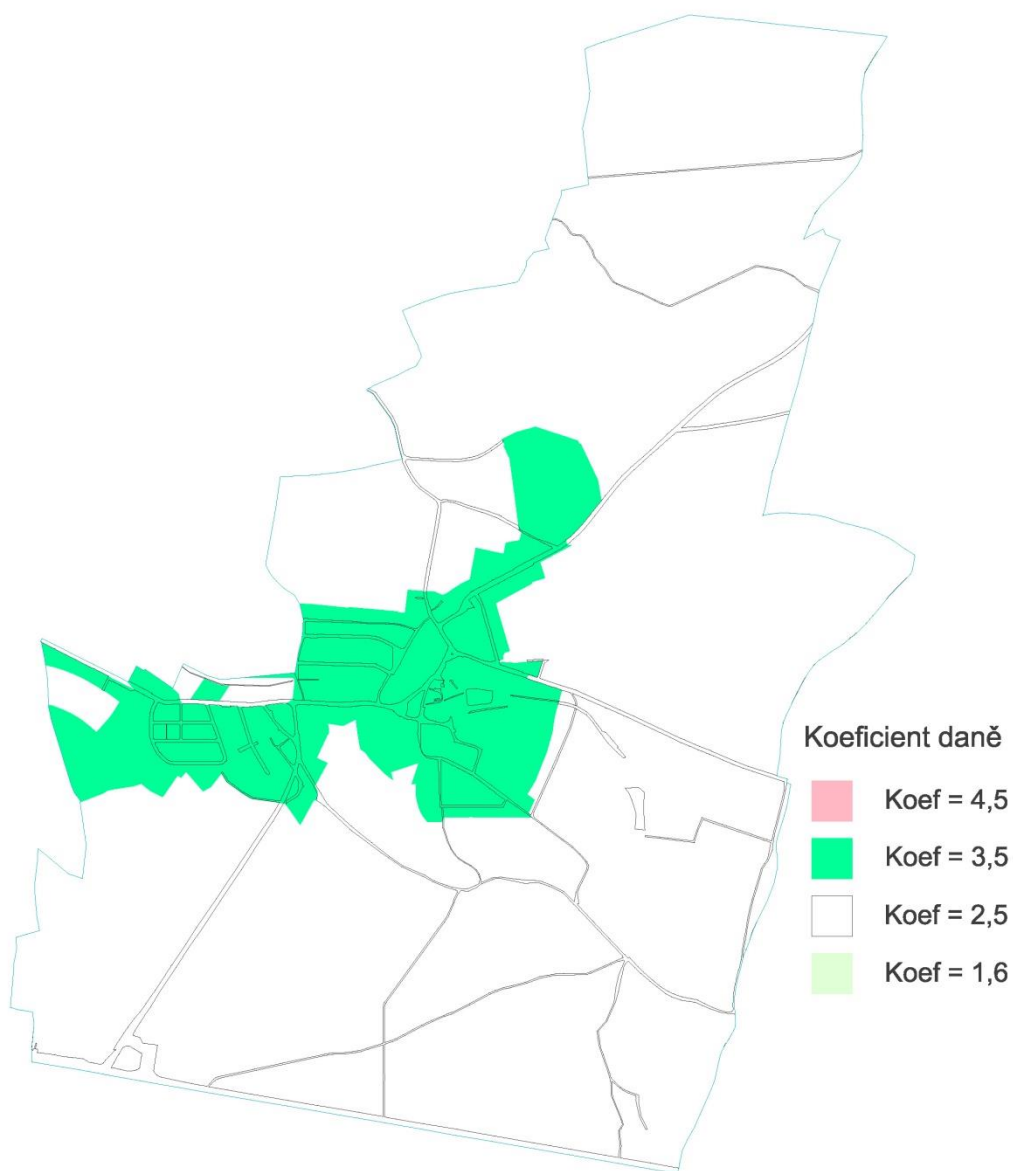 Koeficient daně
Koef = 4,5
Koef = 3,5
Koef = 2,5
Koef = 1,6